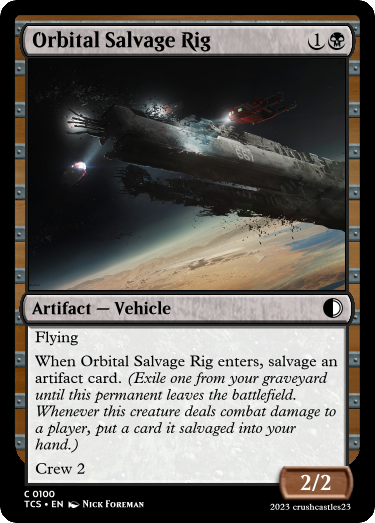 Orbital Salvage Rig 1
557
Artifact — Vehicle
Flying
When Orbital Salvage Rig enters, salvage an
artifact card. (Exile one from your graveyard
until this permanent leaves the battlefield.
Whenever this creature deals combat damage to
a player, put a card it salvaged into your
hand.)
Crew 2
2/2
C 0100
TCS • EN Nick Foreman
2023 crushcastles23